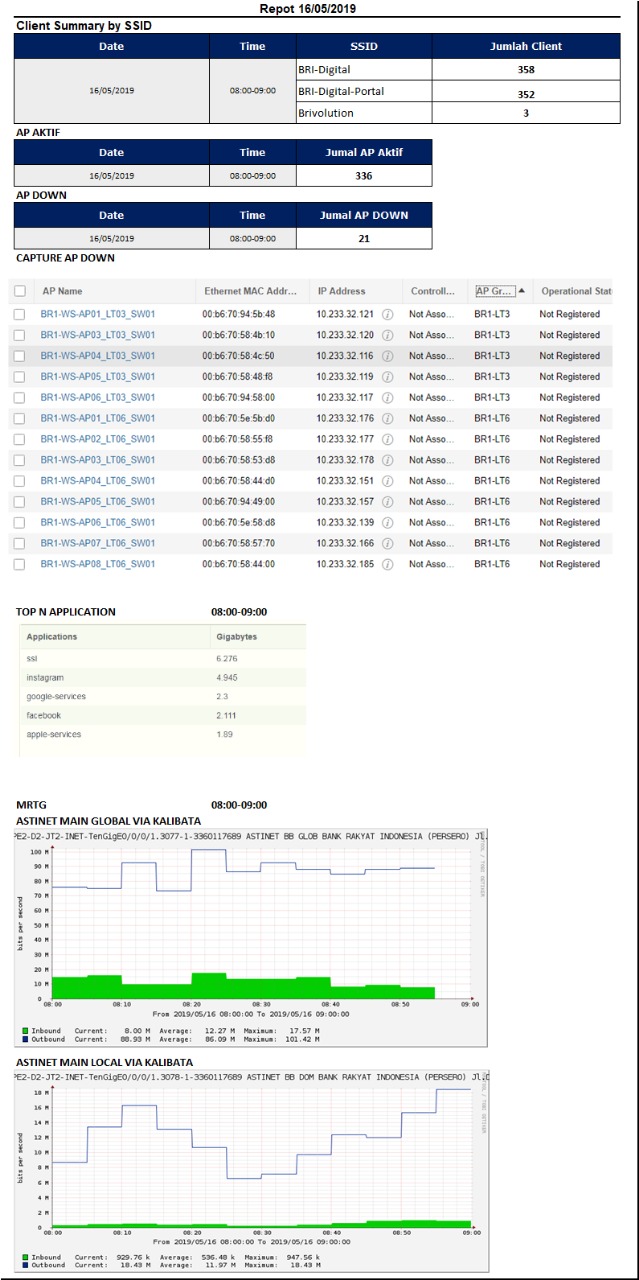 Repot 16/05/2019
Client Summary by SSID
Date Time SSID Jumlah Client
16/05/2019 08:00-09:00 BRI-Digital 358
BRI-Digital-Portal 352
Brivolution 3
AP AKTIF
Date Time Jumal AP Aktif
16/05/2019 08:00-09:00 336
AP DOWN
Date Time Jumal AP DOWN
16/05/2019 08:00-09:00 21
CAPTURE AP DOWN
AP Name Ethernet MAC Addr... IP Address Controll... AP Gr... Operational Stat
BR1-WS-AP01_LT03_SW01 00:b6:70:94:5b:48 10.233.32.121 Not Asso... BR1-LT3 Not Registered
BR1-WS-AP03_LT03_SW01 00:b6:70:58:4b:10 10.233.32.120 Not Asso... BR1-LT3 Not Registered
BR1-WS-AP04_LT03_SW01 00:b6:70:58:4c:50 10.233.32.116 Not Asso... BR1-LT3 Not Registered
BR1-WS-AP05_LT03_SW01 00:b6:70:58:48:f8 10.233.32.119 Not Asso... BR1-LT3 Not Registered
BR1-WS-AP06_LT03_SW01 00:b6:70:94:58:00 10.233.32.117 Not Asso... BR1-LT3 Not Registered
BR1-WS-AP01_LT06_SW01 00:b6:70:5e:5b:d0 10.233.32.176 Not Asso... BR1-LT6 Not Registered
BR1-WS-AP02_LT06_SW01 00:b6:70:58:55:f8 10.233.32.177 Not Asso... BR1-LT6 Not Registered
BR1-WS-AP03_LT06_SW01 00:b6:70:58:53:d8 10.233.32.178 Not Asso... BR1-LT6 Not Registered
BR1-WS-AP04_LT06_SW01 00:b6:70:58:44:d0 10.233.32.151 Not Asso... BR1-LT6 Not Registered
BR1-WS-AP05_LT06_SW01 00:b6:70:94:49:00 10.233.32.157 Not Asso... BR1-LT6 Not Registered
BR1-WS-AP06_LT06_SW01 00:b6:70:5e:58:d8 10.233.32.139 Not Asso... BR1-LT6 Not Registered
BR1-WS-AP07_LT06_SW01 00:b6:70:58:57:70 10.233.32.166 Not Asso... BR1-LT6 Not Registered
BR1-WS-AP08_LT06_SW01 00:b6:70:58:44:00 10.233.32.185 Not Asso... BR1-LT6 Not Registered
TOP N APPLICATION 08:00-09:00
Applications Gigabytes
ssl 6.276
instagram 4.945
google-services 2.3
facebook 2.111
apple-services 1.89
MRTG 08:00-09:00
ASTINET MAIN GLOBAL VIA KALIBATA
PE2-D2-JT2-INET-TenGigE0/0/0/1.3077-1-3360117689 ASTINET BB GLOB BANK RAKYAT INDONESIA (PERSERO) Jl.
100 M
90 M
80 M
70 M
60 M
50 M
40 M
30 M
20 M
10 M
0
bits per second
08:00 08:10 08:20 08:30 08:40 08:50 09:00
From 2019/05/16 08:00:00 To 2019/05/16 09:00:00
Inbound Current: 8.00 M Average: 12.27 M Maximum: 17.57 M
Outbound Current: 88.93 M Average: 86.09 M Maximum: 101.42 M
ASTINET MAIN LOCAL VIA KALIBATA
PE2-D2-JT2-INET-TenGigE0/0/0/1.3078-1-3360117689 ASTINET BB DOM BANK RAKYAT INDONESIA (PERSERO) Jl.
18 M
16 M
14 M
12 M
10 M
8 M
6 M
4 M
2 M
0
bits per second
08:00 08:10 08:20 08:30 08:40 08:50 09:00
From 2019/05/16 08:00:00 To 2019/05/16 09:00:00
Inbound Current: 929.76 k Average: 536.48 k Maximum: 947.56 k
Outbound Current: 18.43 M Average: 11.97 M Maximum: 18.43 M